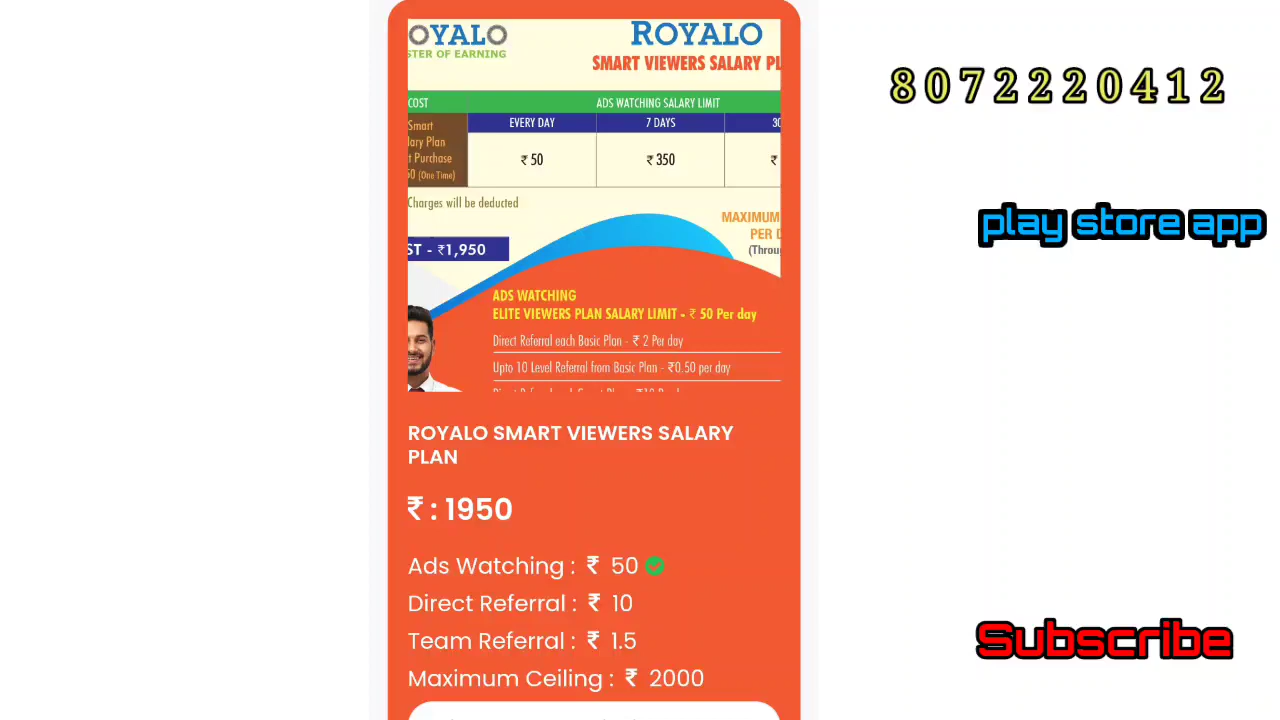 OYALO
STER OF EARNING
ROYALO
SMART VIEWERS SALARY PL
COST
ADS WATCHING SALARY LIMIT
EVERY DAY
7 DAYS
30
Smart
lary Plan
t Purchase
50 (One Time)
₹ 50
₹ 350
₹
Charges will be deducted
MAXIMUM
PER D
(Throu
ST - ₹1,950
ADS WATCHING
ELITE VIEWERS PLAN SALARY LIMIT - ₹ 50 Per day
Direct Referral each Basic Plan - ₹ 2 Per day
Upto 10 Level Referral from Basic Plan - ₹0.50 per day
ROYALO SMART VIEWERS SALARY
PLAN
₹ : 1950
Ads Watching : ₹ 50
Direct Referral : ₹ 10
Team Referral : ₹ 1.5
Maximum Ceiling : ₹ 2000
8072220412
play store app
Subscribe